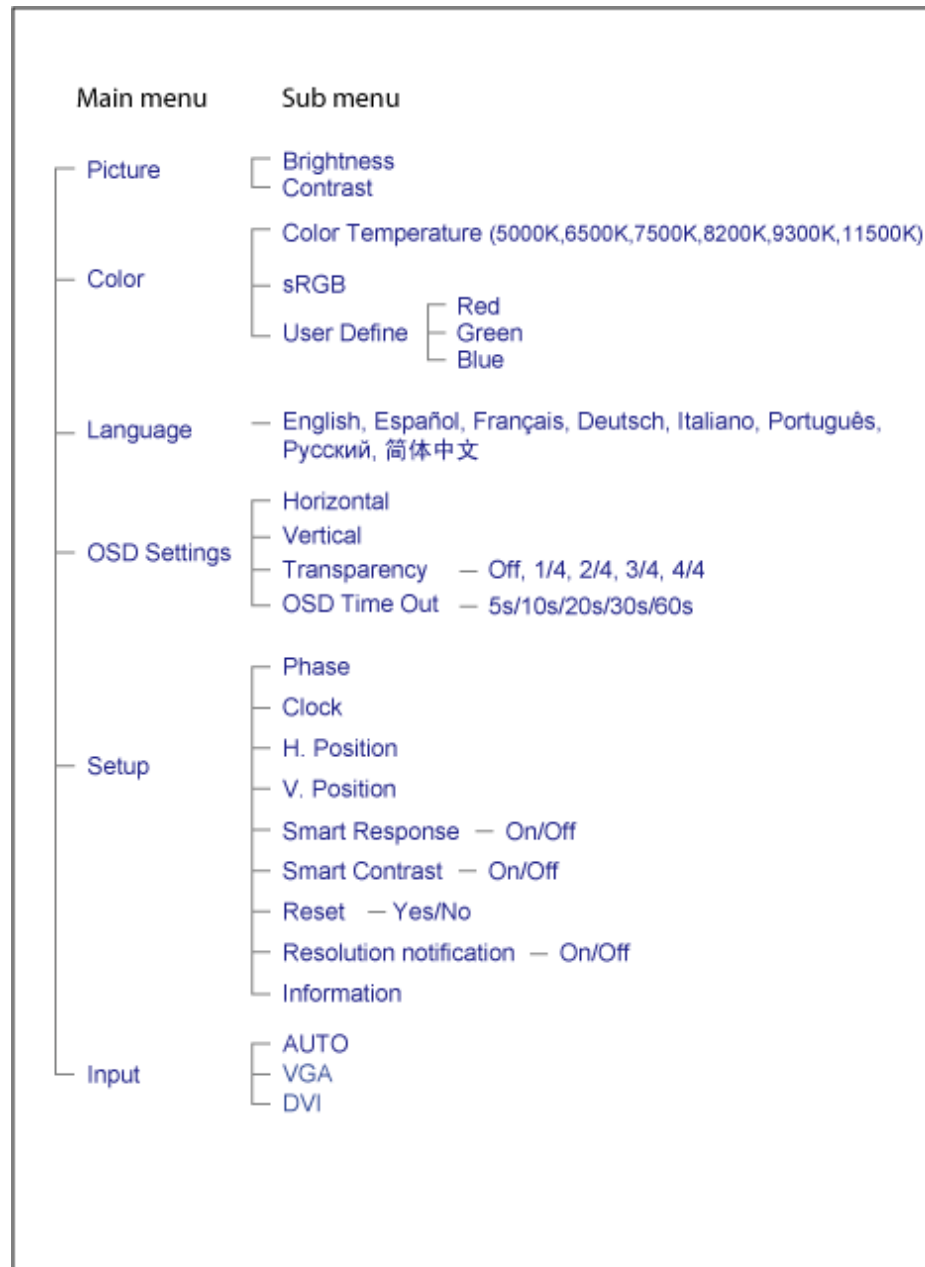 Main menu Sub menu
Picture Brightness
Contrast
Color Temperature (5000K,6500K,7500K,8200K,9300K,11500K)
Color sRGB
Red
User Define Green
Blue
Language English, Español, Français, Deutsch, Italiano, Português,
Русский, 简体中文
Horizontal
Vertical
OSD Settings
Transparency Off, 1/4, 2/4, 3/4, 4/4
OSD Time Out 5s/10s/20s/30s/60s
Phase
Clock
H. Position
Setup
V. Position
Smart Response On/Off
Smart Contrast On/Off
Reset Yes/No
Resolution notification On/Off
Information
AUTO
Input VGA
DVI